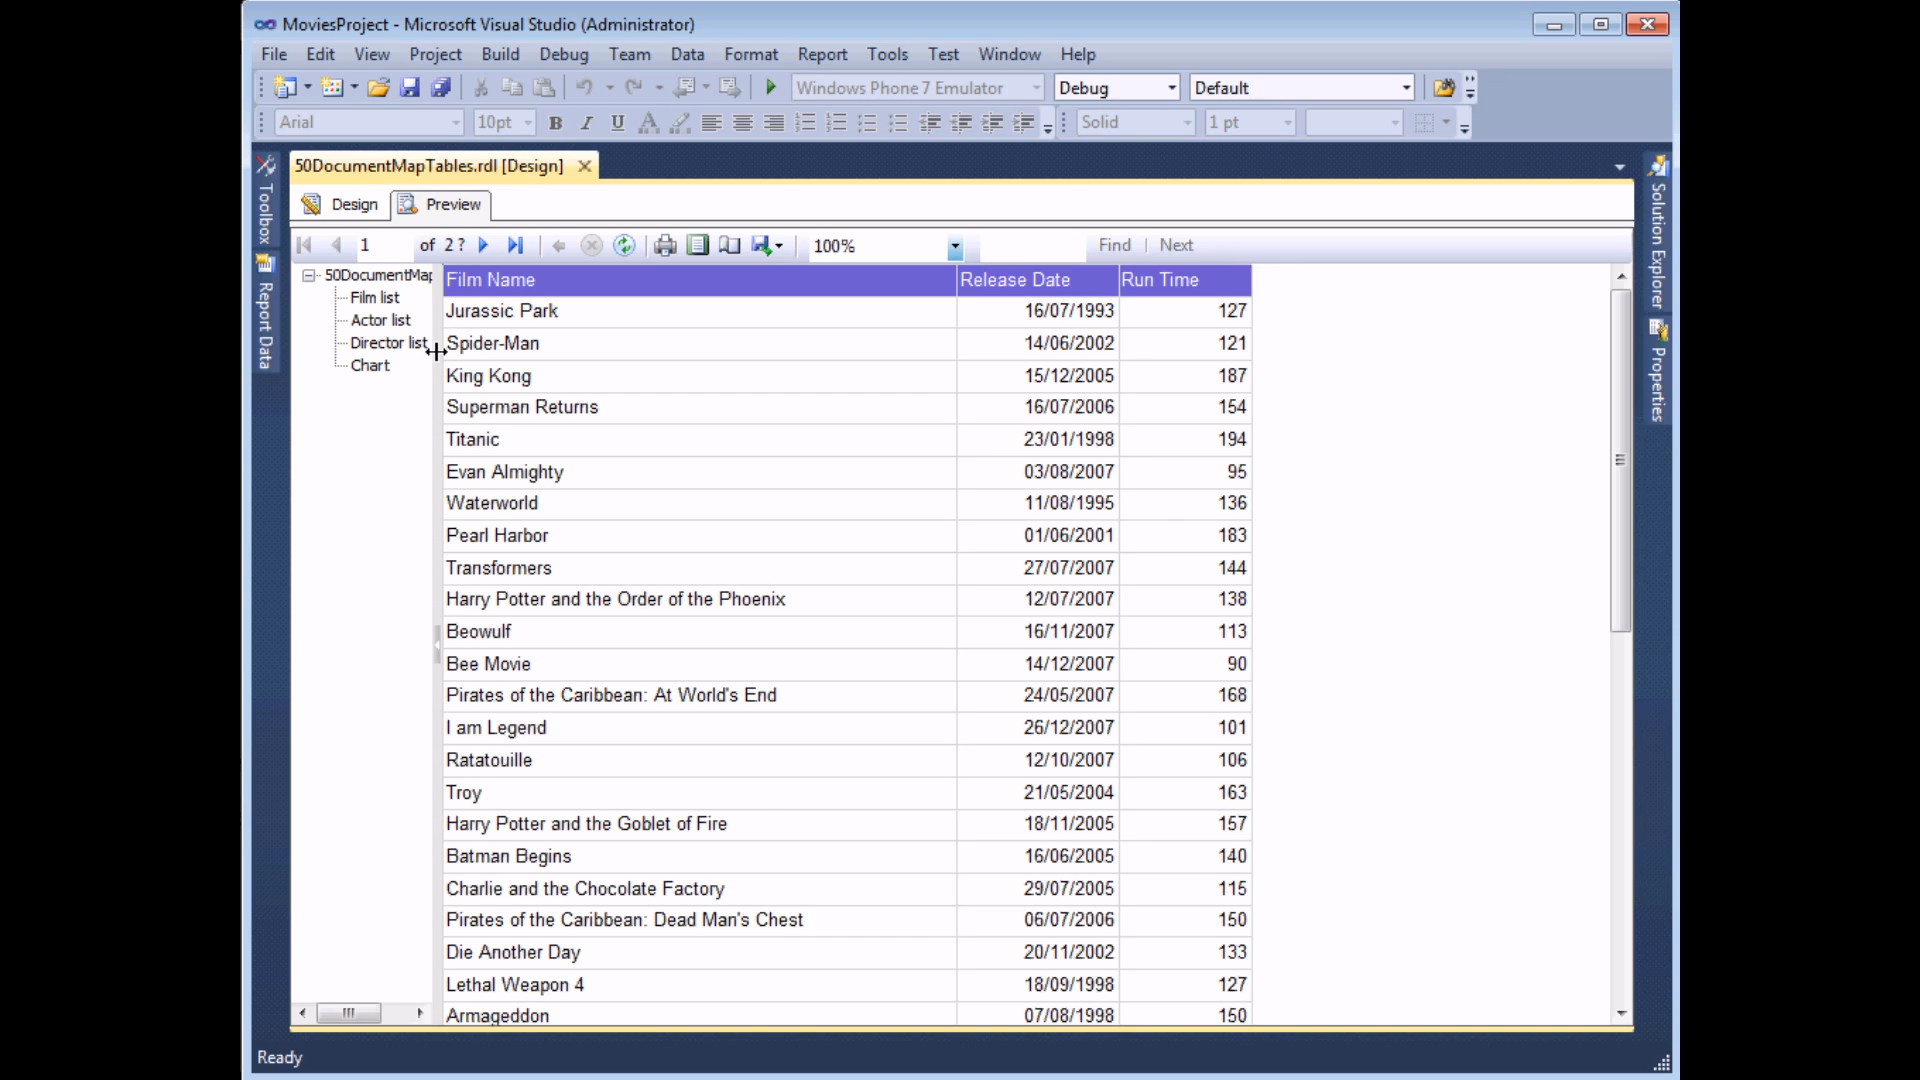 MoviesProject - Microsoft Visual Studio (Administrator)
File Edit View Project Build Debug Team Data Format Report Tools Test Window Help
Windows Phone 7 Emulator Debug Default
Arial 10pt B I U A Solid 1 pt
50DocumentMapTables.rdl [Design]
Toolbox
Report Data
Solution Explorer
Properties
Design Preview
1 of 2 ? 100% Find | Next
50DocumentMap
Film list
Actor list
Director list
Chart
Film Name Release Date Run Time
Jurassic Park 16/07/1993 127
Spider-Man 14/06/2002 121
King Kong 15/12/2005 187
Superman Returns 16/07/2006 154
Titanic 23/01/1998 194
Evan Almighty 03/08/2007 95
Waterworld 11/08/1995 136
Pearl Harbor 01/06/2001 183
Transformers 27/07/2007 144
Harry Potter and the Order of the Phoenix 12/07/2007 138
Beowulf 16/11/2007 113
Bee Movie 14/12/2007 90
Pirates of the Caribbean: At World's End 24/05/2007 168
I am Legend 26/12/2007 101
Ratatouille 12/10/2007 106
Troy 21/05/2004 163
Harry Potter and the Goblet of Fire 18/11/2005 157
Batman Begins 16/06/2005 140
Charlie and the Chocolate Factory 29/07/2005 115
Pirates of the Caribbean: Dead Man's Chest 06/07/2006 150
Die Another Day 20/11/2002 133
Lethal Weapon 4 18/09/1998 127
Armageddon 07/08/1998 150
Ready